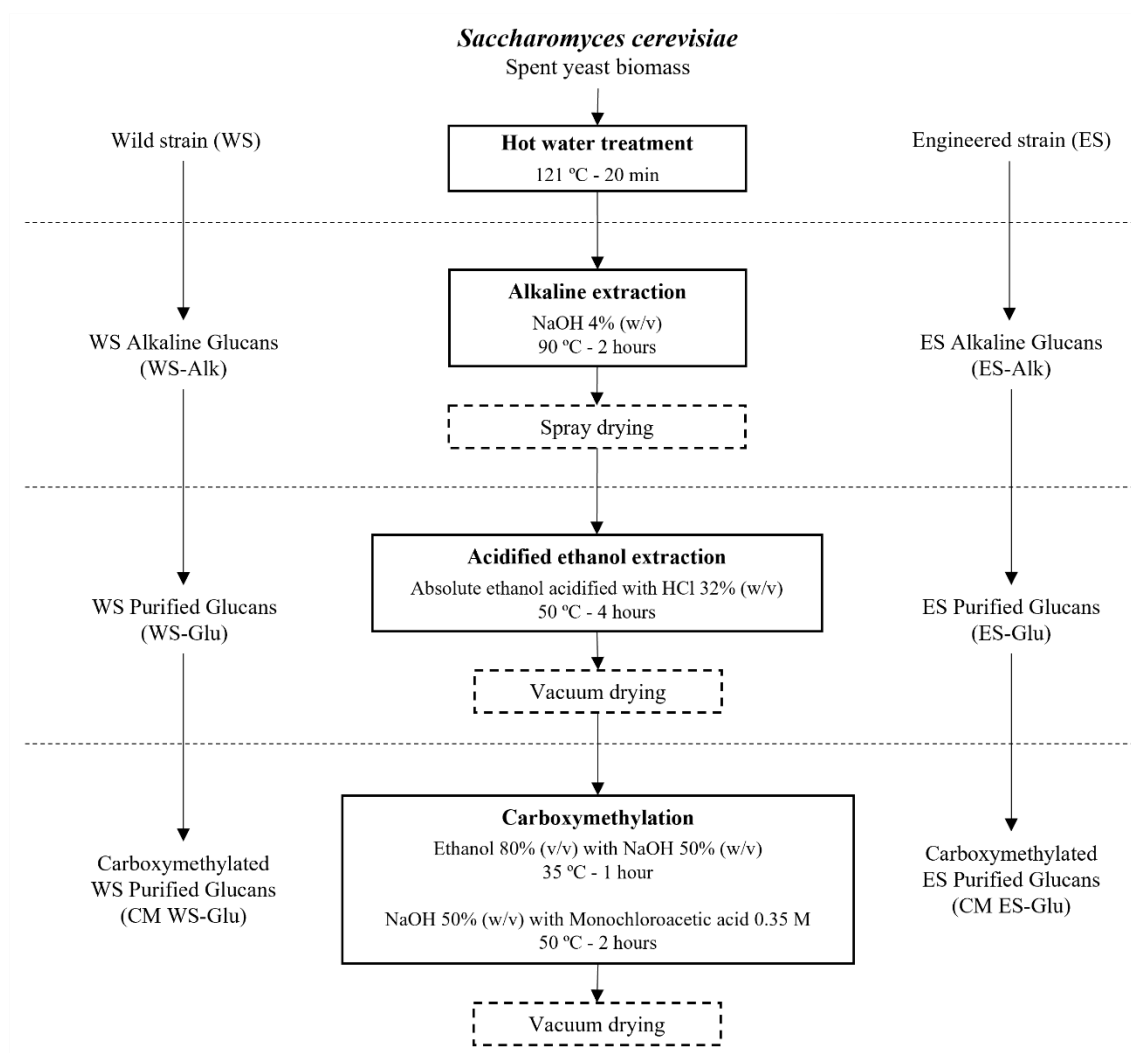 Saccharomyces cerevisiae
Spent yeast biomass
Wild strain (WS)
Hot water treatment
121 ºC - 20 min
Engineered strain (ES)
Alkaline extraction
NaOH 4% (w/v)
90 ºC - 2 hours
WS Alkaline Glucans
(WS-Alk)
ES Alkaline Glucans
(ES-Alk)
Spray drying
Acidified ethanol extraction
Absolute ethanol acidified with HCl 32% (w/v)
50 ºC - 4 hours
WS Purified Glucans
(WS-Glu)
ES Purified Glucans
(ES-Glu)
Vacuum drying
Carboxymethylation
Ethanol 80% (v/v) with NaOH 50% (w/v)
35 ºC - 1 hour
NaOH 50% (w/v) with Monochloroacetic acid 0.35 M
50 ºC - 2 hours
Carboxymethylated
WS Purified Glucans
(CM WS-Glu)
Carboxymethylated
ES Purified Glucans
(CM ES-Glu)
Vacuum drying